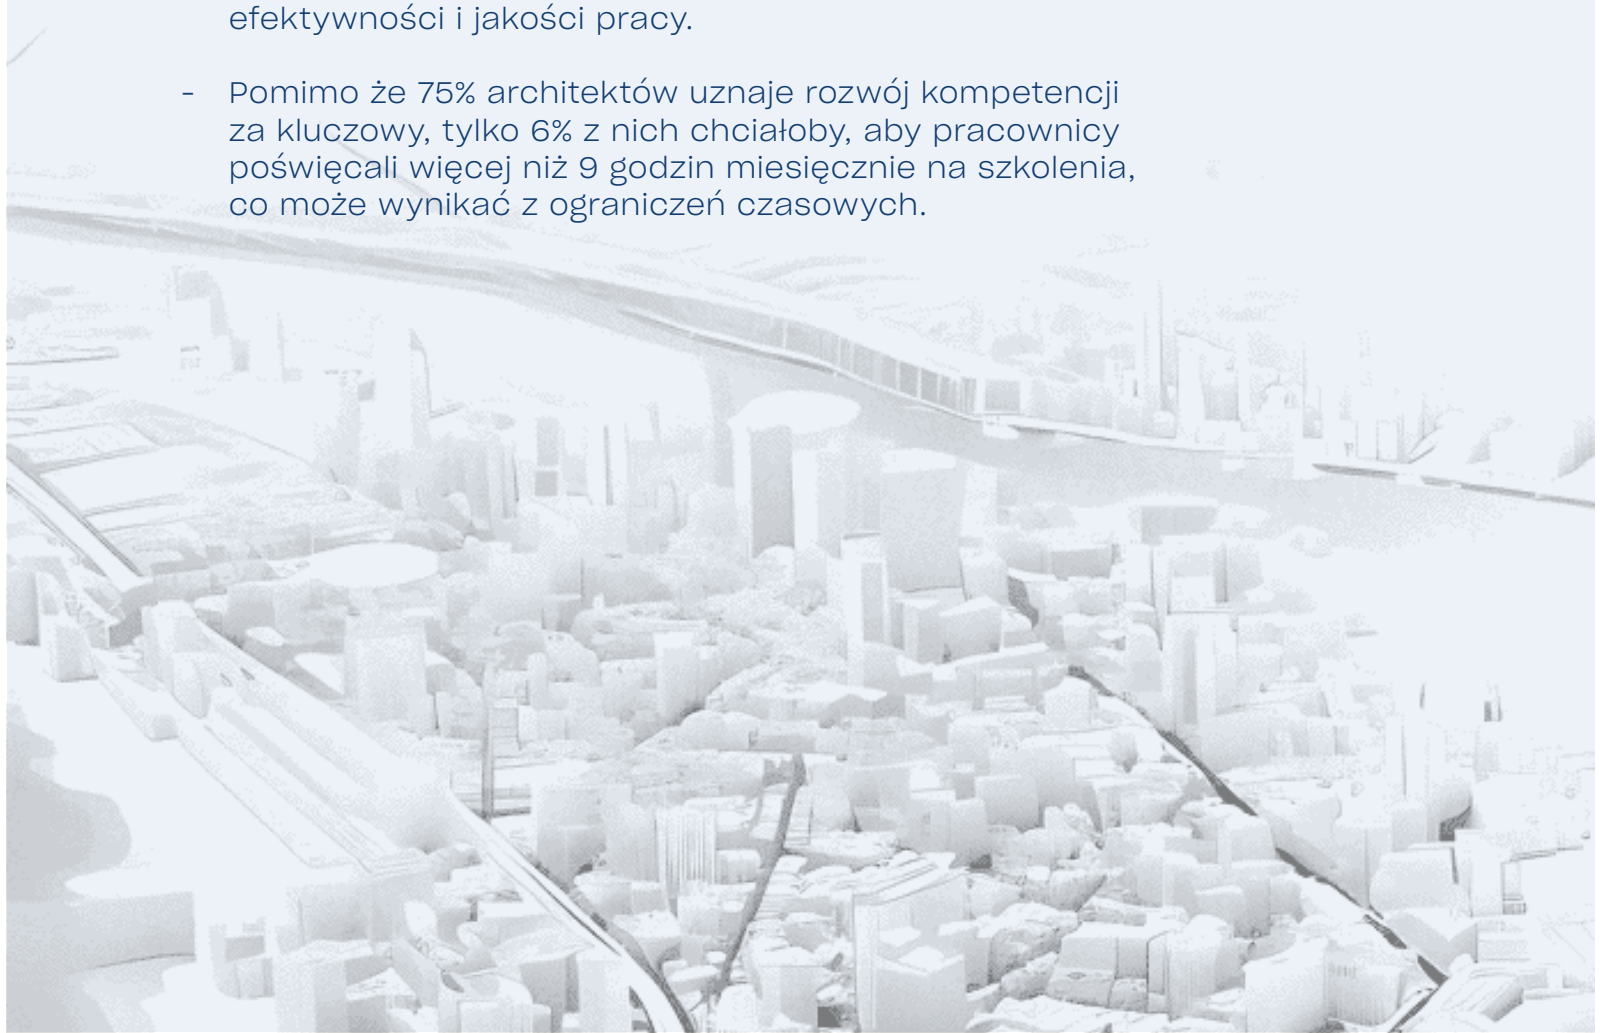 efektywności i jakości pracy.
- Pomimo że 75% architektów uznaje rozwój kompetencji
za kluczowy, tylko 6% z nich chciałoby, aby pracownicy
poświęcali więcej niż 9 godzin miesięcznie na szkolenia,
co może wynikać z ograniczeń czasowych.